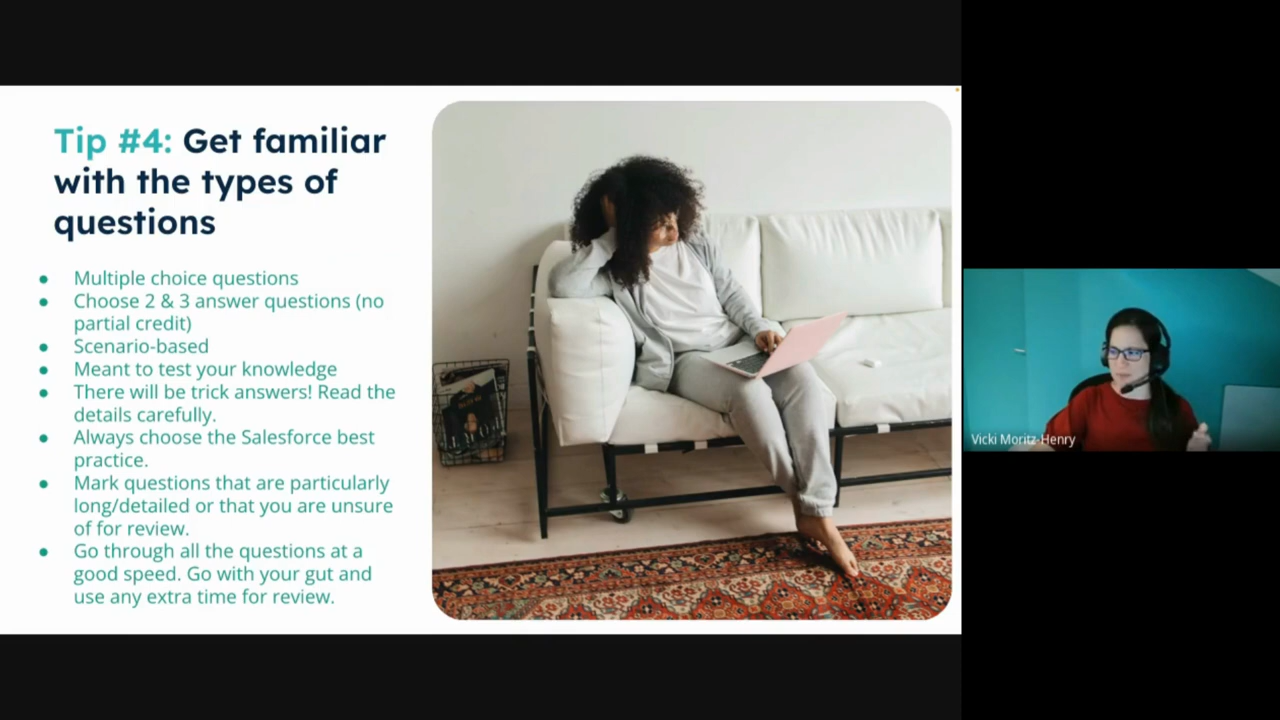 Tip #4: Get familiar
with the types of
questions
● Multiple choice questions
● Choose 2 & 3 answer questions (no
partial credit)
● Scenario-based
● Meant to test your knowledge
● There will be trick answers! Read the
details carefully.
● Always choose the Salesforce best
practice.
● Mark questions that are particularly
long/detailed or that you are unsure
of for review.
● Go through all the questions at a
good speed. Go with your gut and
use any extra time for review.
Vicki Moritz-Henry